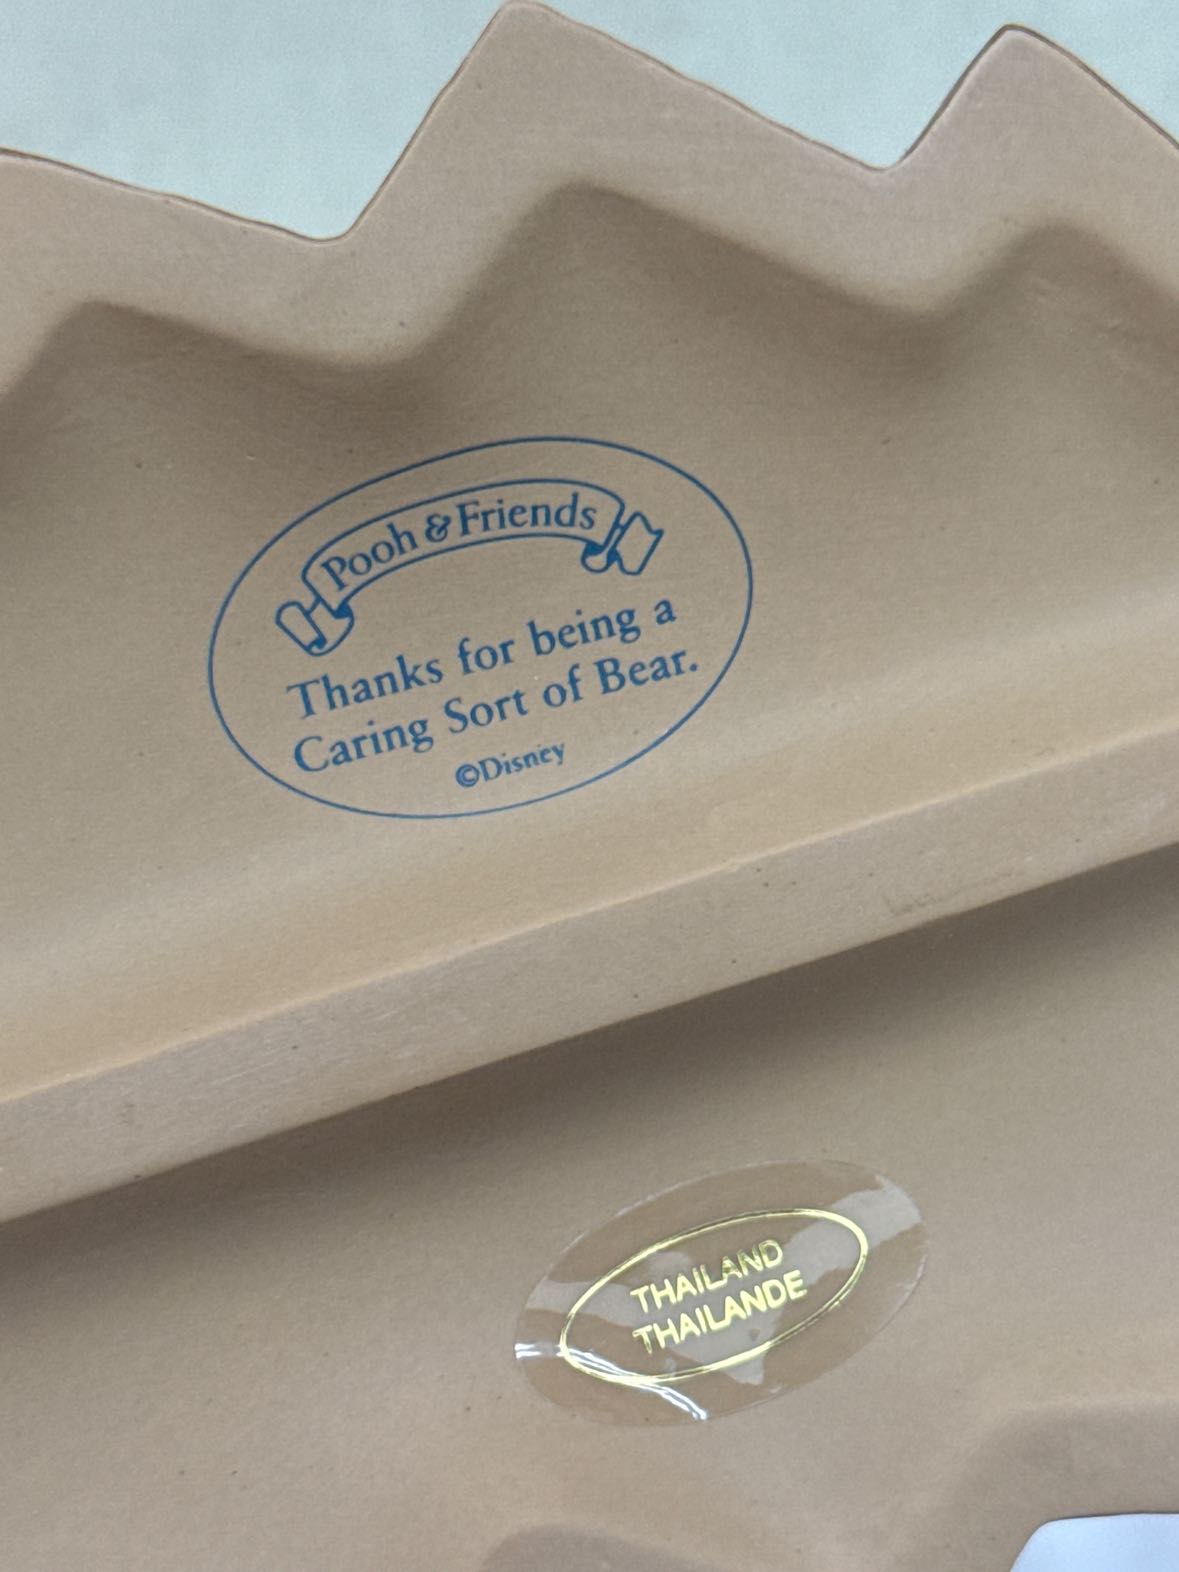 Pooh & Friends
Thanks for being a
Caring Sort of Bear.
©Disney
THAILAND
THAILANDE